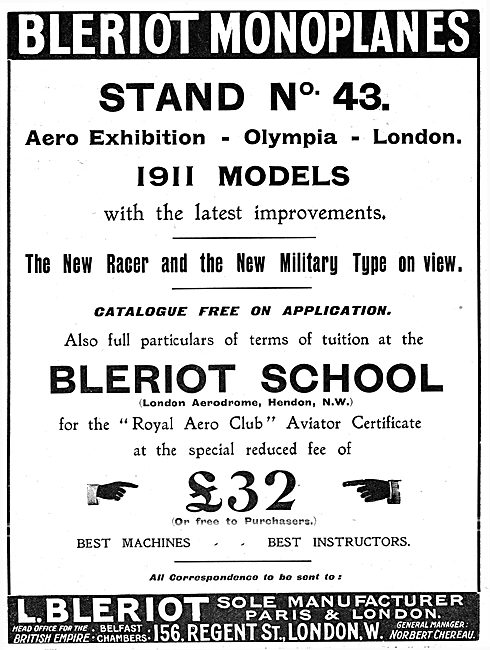 BLERIOT MONOPLANES
STAND No. 43.
Aero Exhibition - Olympia - London.
1911 MODELS
with the latest improvements.
The New Racer and the New Military Type on view.
CATALOGUE FREE ON APPLICATION.
Also full particulars of terms of tuition at the
BLERIOT SCHOOL
(London Aerodrome, Hendon, N.W.)
for the "Royal Aero Club" Aviator Certificate
at the special reduced fee of
£32
(Or free to Purchasers.)
BEST MACHINES - - BEST INSTRUCTORS.
All Correspondence to be sent to:
L. BLERIOT SOLE MANUFACTURER
PARIS & LONDON.
HEAD OFFICE FOR THE BRITISH EMPIRE: BELFAST CHAMBERS· 156, REGENT ST., LONDON. W. GENERAL MANAGER: NORBERT CHEREAU.